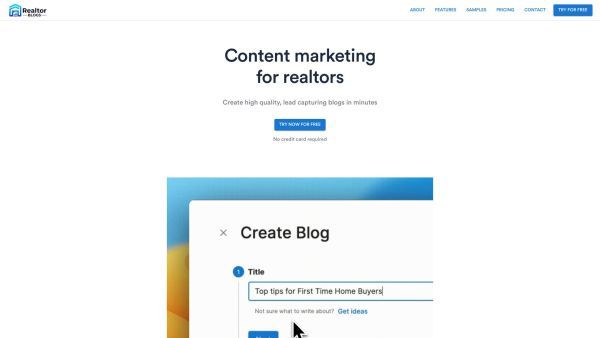 Realtor
BLOGS
ABOUT FEATURES SAMPLES PRICING CONTACT TRY FOR FREE
Content marketing
for realtors
Create high quality, lead capturing blogs in minutes
TRY NOW FOR FREE
No credit card required
Create Blog
1 Title
Top tips for First Time Home Buyers
Not sure what to write about? Get ideas